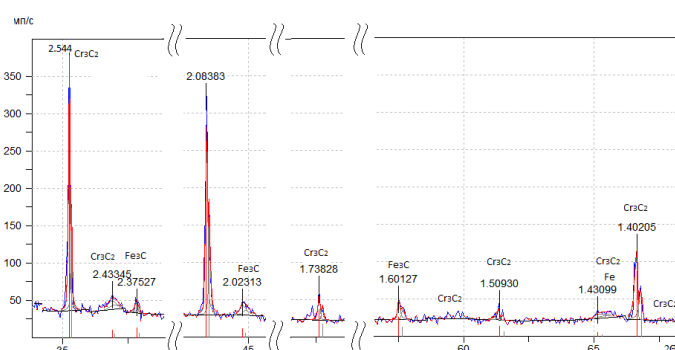 мп/с
2.544 Cr3C2
2.08383
350
300
250
200
150
100
50
Cr3C2 Fe3C
2.43345 2.37527
Fe3C
2.02313
Cr3C2
1.73828
Fe3C
1.60127
Cr3C2
Cr3C2
1.50930
Cr3C2
Fe
1.43099
Cr3C2
1.40205
Cr3C2
45
60
65